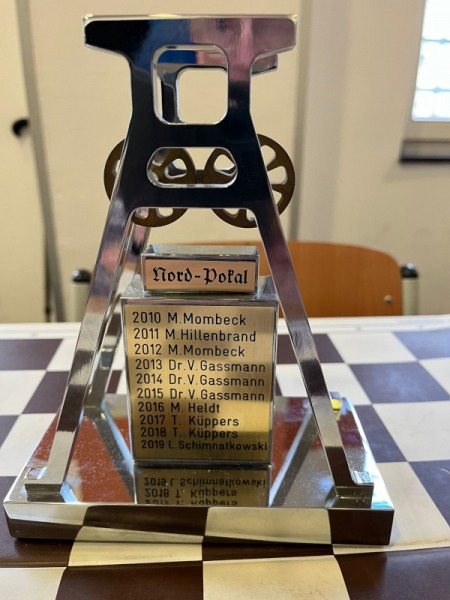 Nord-Pokal
2010 M.Mombeck
2011 M.Hillenbrand
2012 M.Mombeck
2013 Dr.V.Gassmann
2014 Dr.V.Gassmann
2015 Dr.V.Gassmann
2016 M. Heldt
2017 T. Küppers
2018 T. Küppers
2019 L.Schimnatkowski